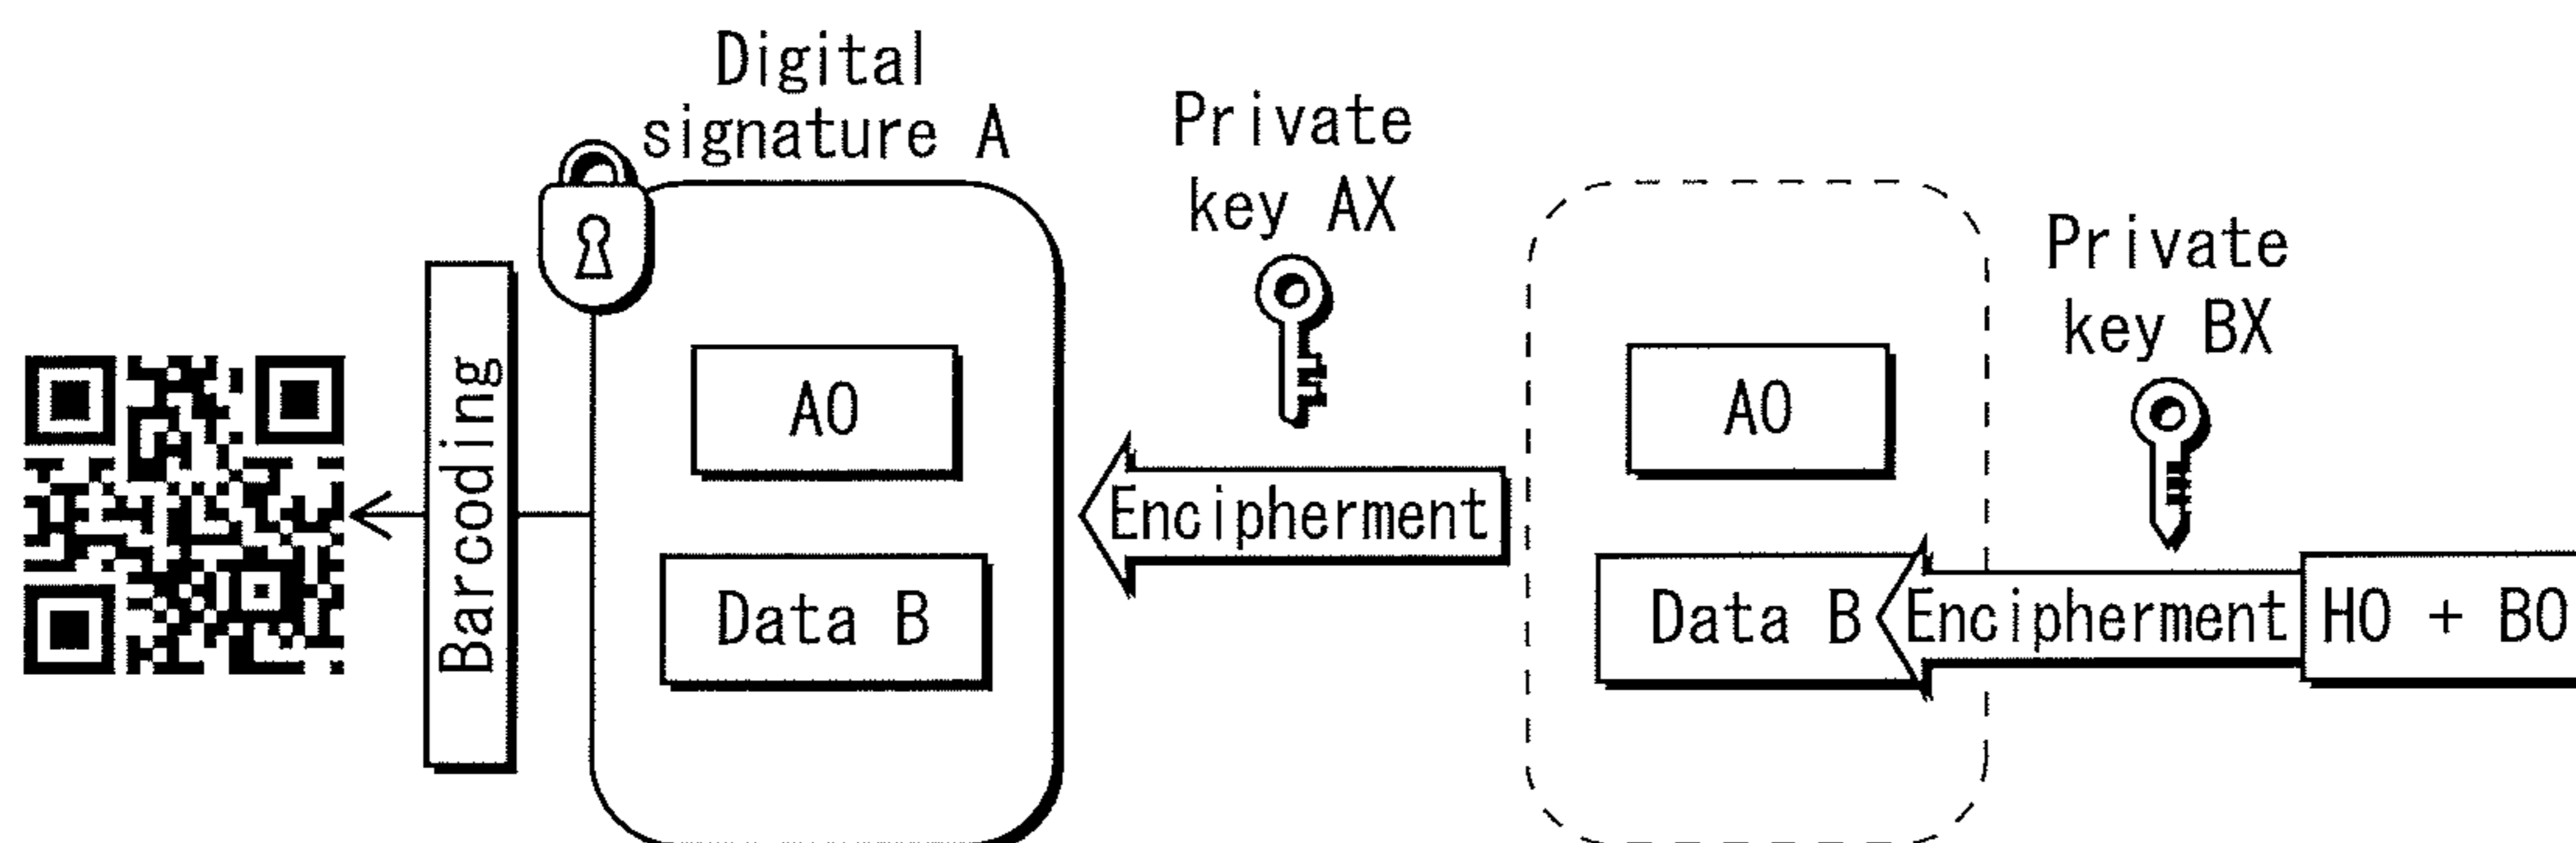 Digital
signature A
Private
key AX
Private
key BX
Barcoding
A0
Data B
Encipherment
A0
Data B
Encipherment
H0 + B0